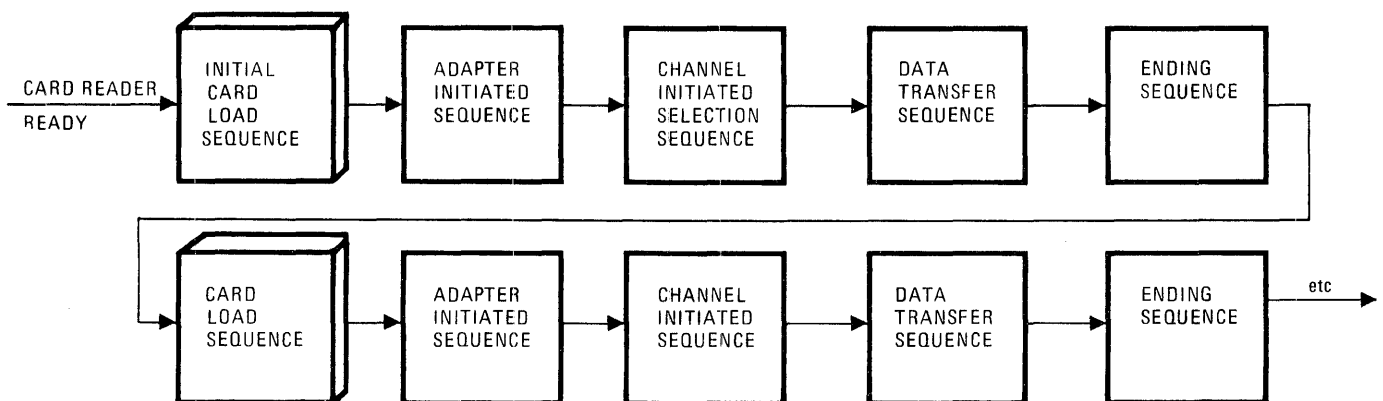 CARD READER
READY
INITIAL
CARD
LOAD
SEQUENCE
ADAPTER
INITIATED
SEQUENCE
CHANNEL
INITIATED
SELECTION
SEQUENCE
DATA
TRANSFER
SEQUENCE
ENDING
SEQUENCE
CARD
LOAD
SEQUENCE
ADAPTER
INITIATED
SEQUENCE
CHANNEL
INITIATED
SEQUENCE
DATA
TRANSFER
SEQUENCE
ENDING
SEQUENCE
etc